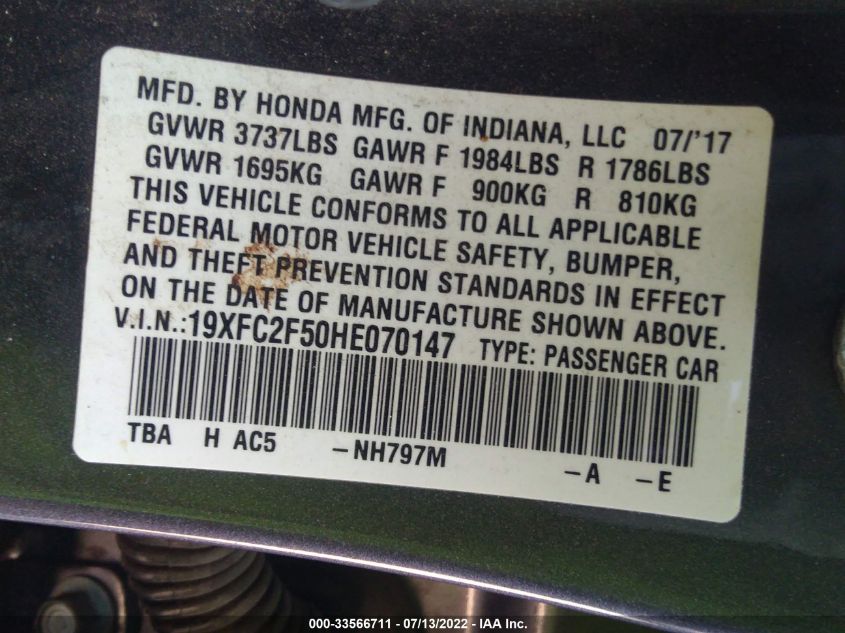 MFD. BY HONDA MFG. OF INDIANA, LLC 07/'17
GVWR 3737LBS GAWR F 1984LBS R 1786LBS
GVWR 1695KG GAWR F 900KG R 810KG
THIS VEHICLE CONFORMS TO ALL APPLICABLE
FEDERAL MOTOR VEHICLE SAFETY, BUMPER,
AND THEFT PREVENTION STANDARDS IN EFFECT
ON THE DATE OF MANUFACTURE SHOWN ABOVE.
V.I.N.:19XFC2F50HE070147 TYPE: PASSENGER CAR
TBA H AC5 -NH797M -A -E
000-33566711 - 07/13/2022 - IAA Inc.